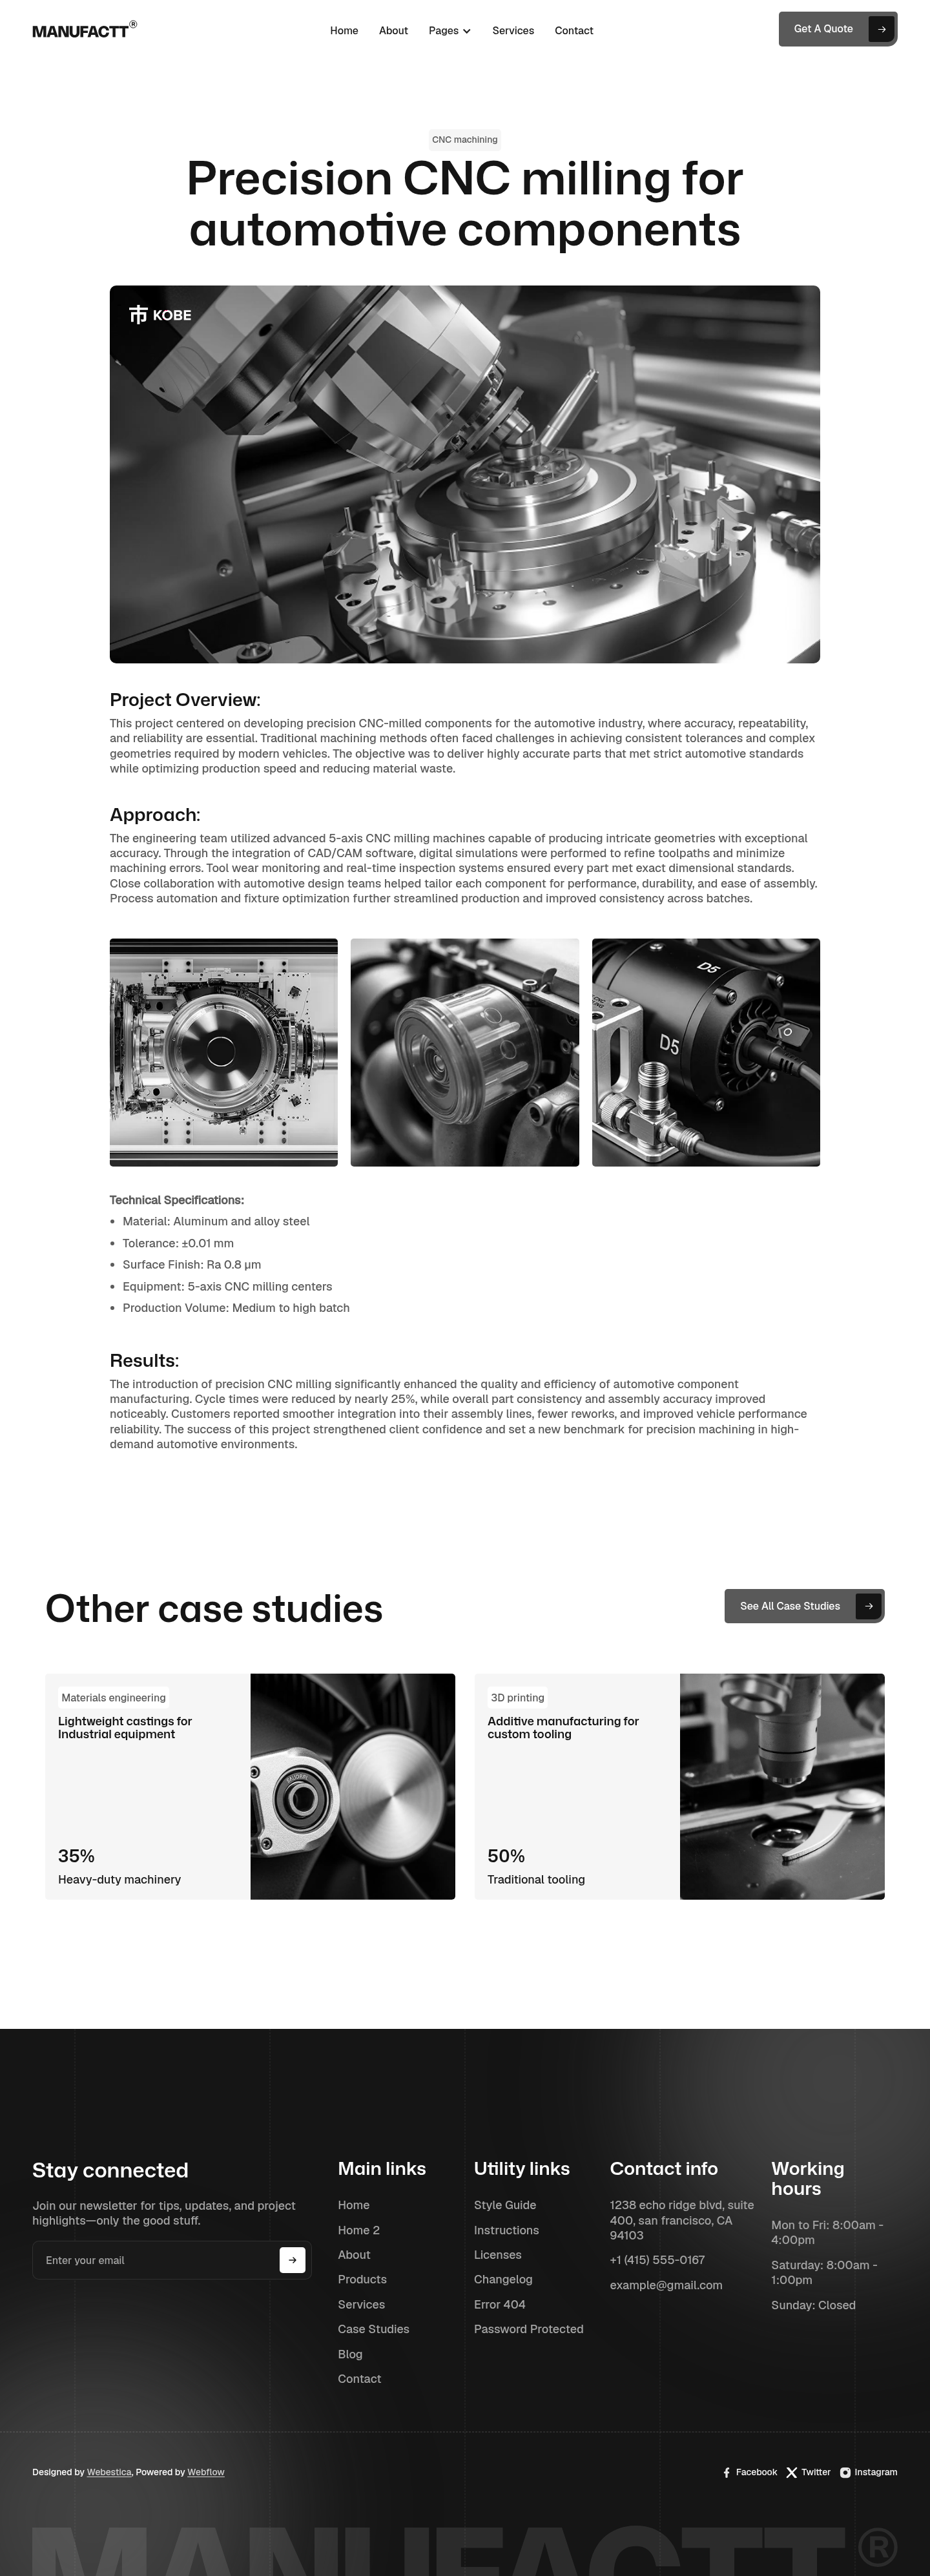 MANUFACTT®
Home
About
Pages
Services
Contact
Get A Quote
CNC machining
Precision CNC milling for
automotive components
市 KOBE
Project Overview:
This project centered on developing precision CNC-milled components for the automotive industry, where accuracy, repeatability,
and reliability are essential. Traditional machining methods often faced challenges in achieving consistent tolerances and complex
geometries required by modern vehicles. The objective was to deliver highly accurate parts that met strict automotive standards
while optimizing production speed and reducing material waste.
Approach:
The engineering team utilized advanced 5-axis CNC milling machines capable of producing intricate geometries with exceptional
accuracy. Through the integration of CAD/CAM software, digital simulations were performed to refine toolpaths and minimize
machining errors. Tool wear monitoring and real-time inspection systems ensured every part met exact dimensional standards.
Close collaboration with automotive design teams helped tailor each component for performance, durability, and ease of assembly.
Process automation and fixture optimization further streamlined production and improved consistency across batches.
D5
D5
Technical Specifications:
Material: Aluminum and alloy steel
Tolerance: ±0.01 mm
Surface Finish: Ra 0.8 µm
Equipment: 5-axis CNC milling centers
Production Volume: Medium to high batch
Results:
The introduction of precision CNC milling significantly enhanced the quality and efficiency of automotive component
manufacturing. Cycle times were reduced by nearly 25%, while overall part consistency and assembly accuracy improved
noticeably. Customers reported smoother integration into their assembly lines, fewer reworks, and improved vehicle performance
reliability. The success of this project strengthened client confidence and set a new benchmark for precision machining in high-
demand automotive environments.
Other case studies
See All Case Studies
Materials engineering
Lightweight castings for
Industrial equipment
35%
Heavy-duty machinery
3D printing
Additive manufacturing for
custom tooling
50%
Traditional tooling
Stay connected
Join our newsletter for tips, updates, and project
highlights—only the good stuff.
Enter your email
Main links
Home
Home 2
About
Products
Services
Case Studies
Blog
Contact
Utility links
Style Guide
Instructions
Licenses
Changelog
Error 404
Password Protected
Contact info
1238 echo ridge blvd, suite
400, san francisco, CA
94103
+1 (415) 555-0167
example@gmail.com
Working
hours
Mon to Fri: 8:00am -
4:00pm
Saturday: 8:00am -
1:00pm
Sunday: Closed
Designed by Webestica, Powered by Webflow
Facebook
Twitter
Instagram
MANUFACTT®